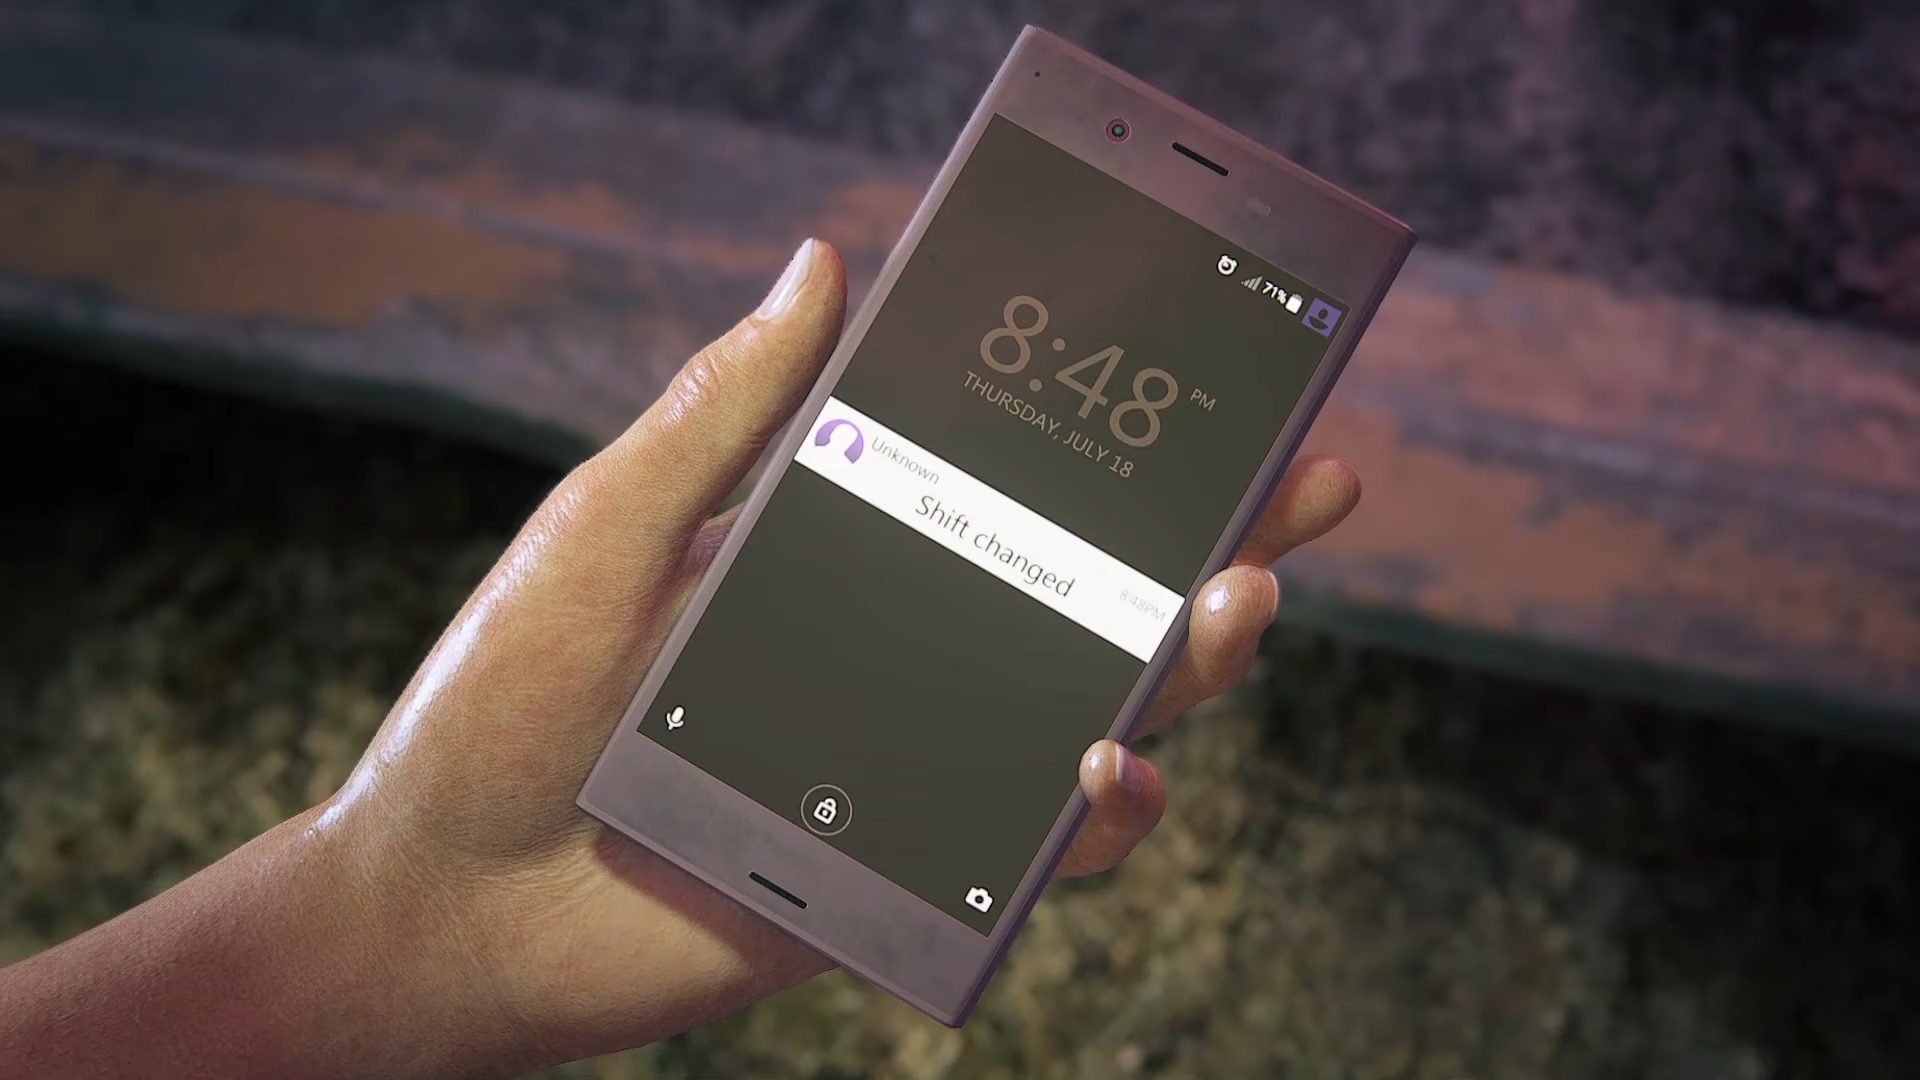 71%
8:48 PM
THURSDAY, JULY 18
Unknown
Shift changed
8:48PM